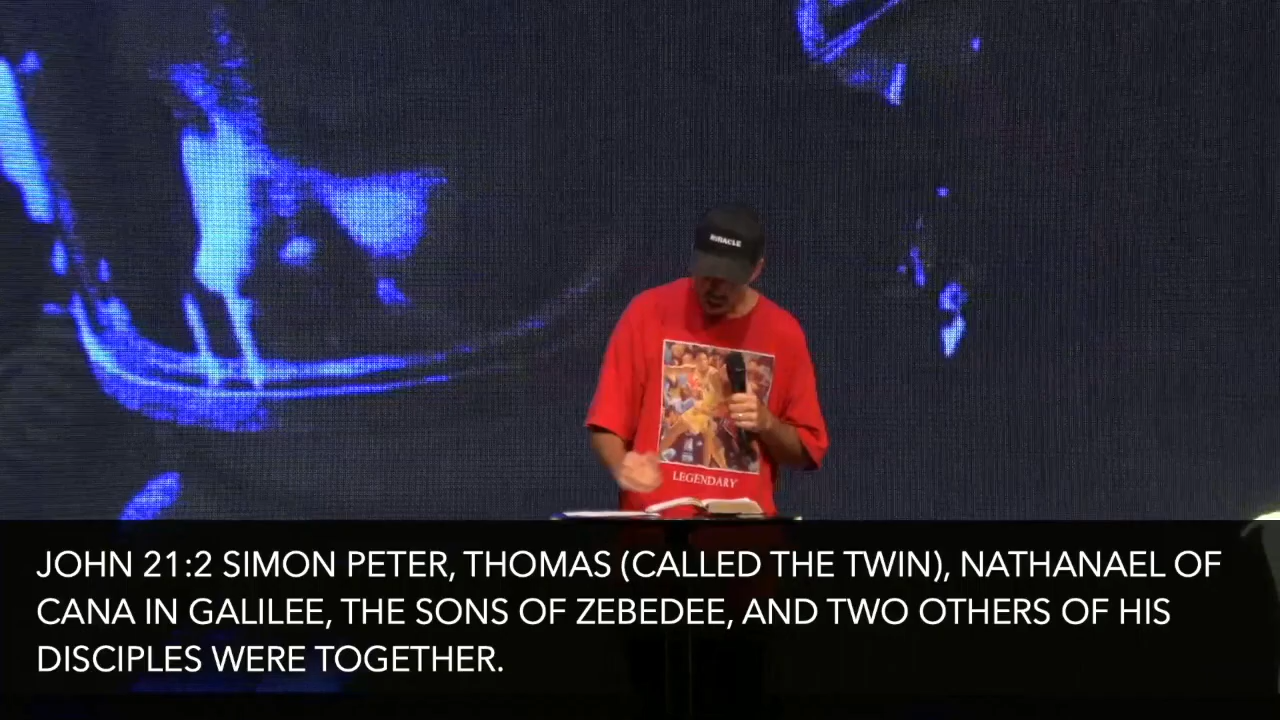 MIRACLE
LEGENDARY
JOHN 21:2 SIMON PETER, THOMAS (CALLED THE TWIN), NATHANAEL OF
CANA IN GALILEE, THE SONS OF ZEBEDEE, AND TWO OTHERS OF HIS
DISCIPLES WERE TOGETHER.